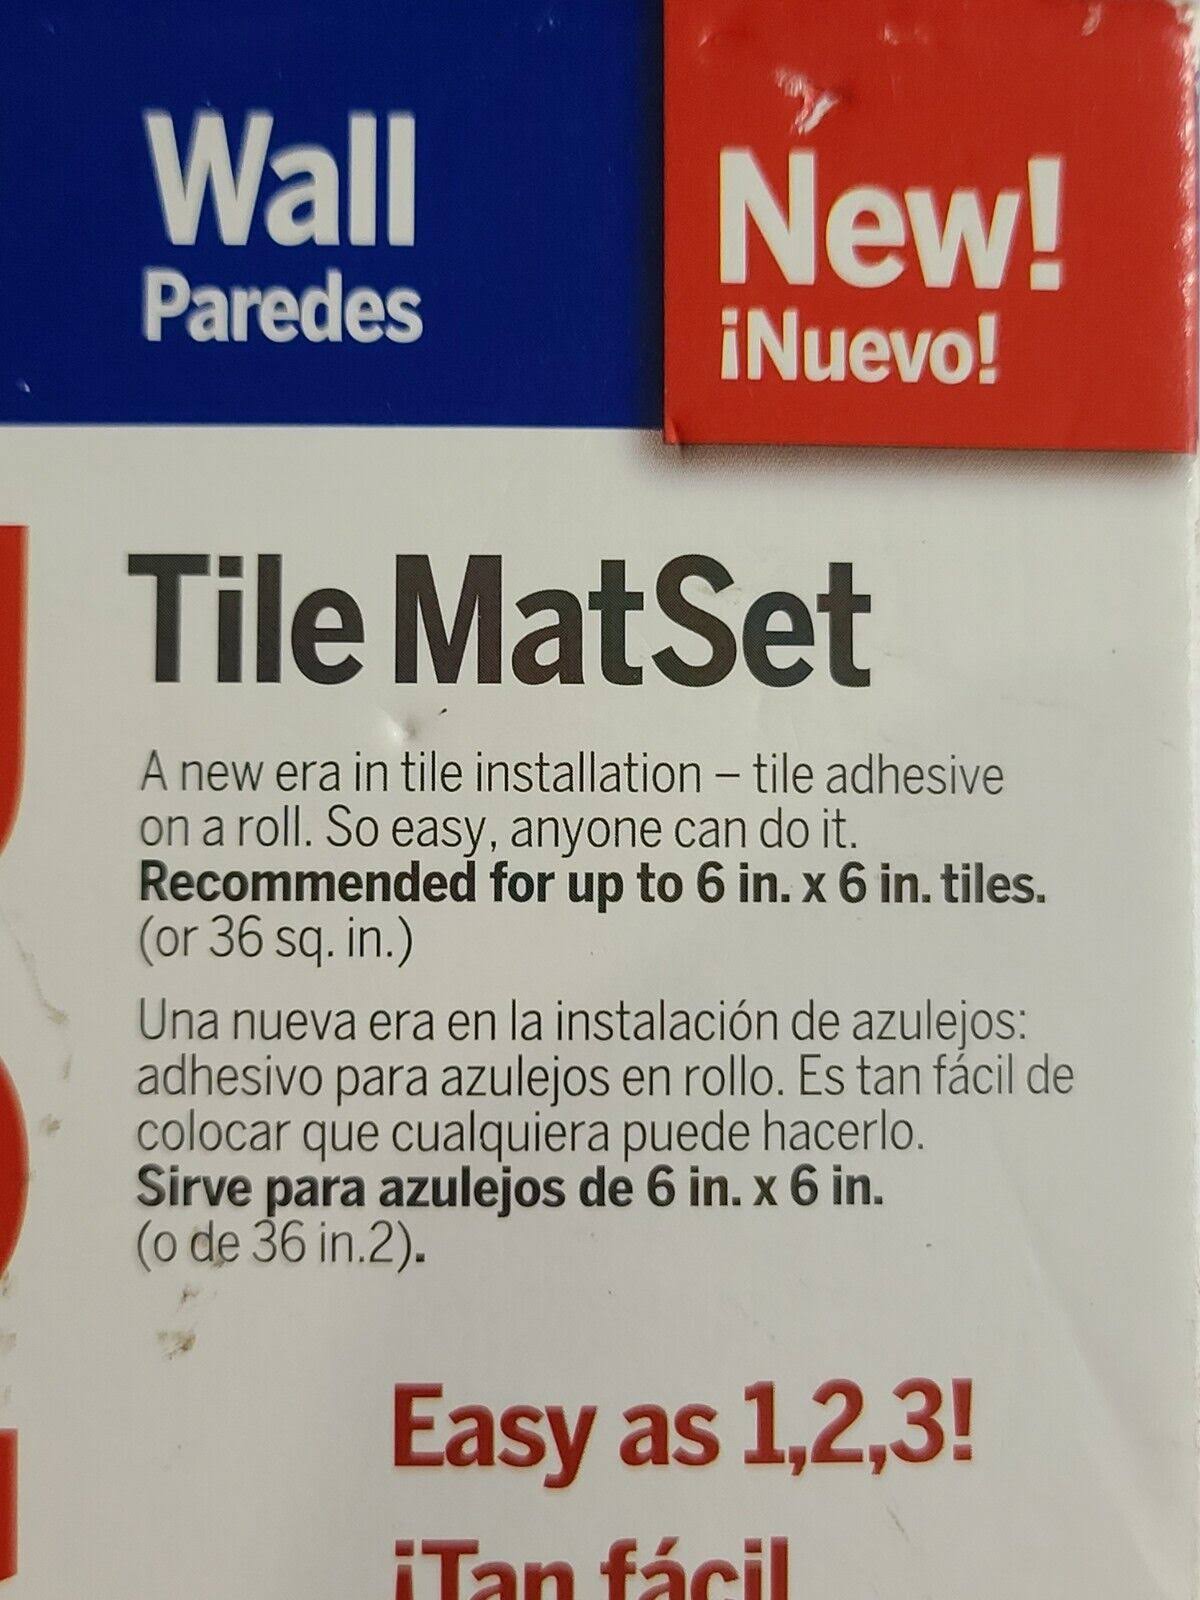 Wall
Paredes
New!
¡Nuevo!
Tile MatSet
A new era in tile installation – tile adhesive
on a roll. So easy, anyone can do it.
Recommended for up to 6 in. x 6 in. tiles.
(or 36 sq. in.)
Una nueva era en la instalación de azulejos:
adhesivo para azulejos en rollo. Es tan fácil de
colocar que cualquiera puede hacerlo.
Sirve para azulejos de 6 in. x 6 in.
(o de 36 in.2).
Easy as 1,2,3!
¡Tan fácil